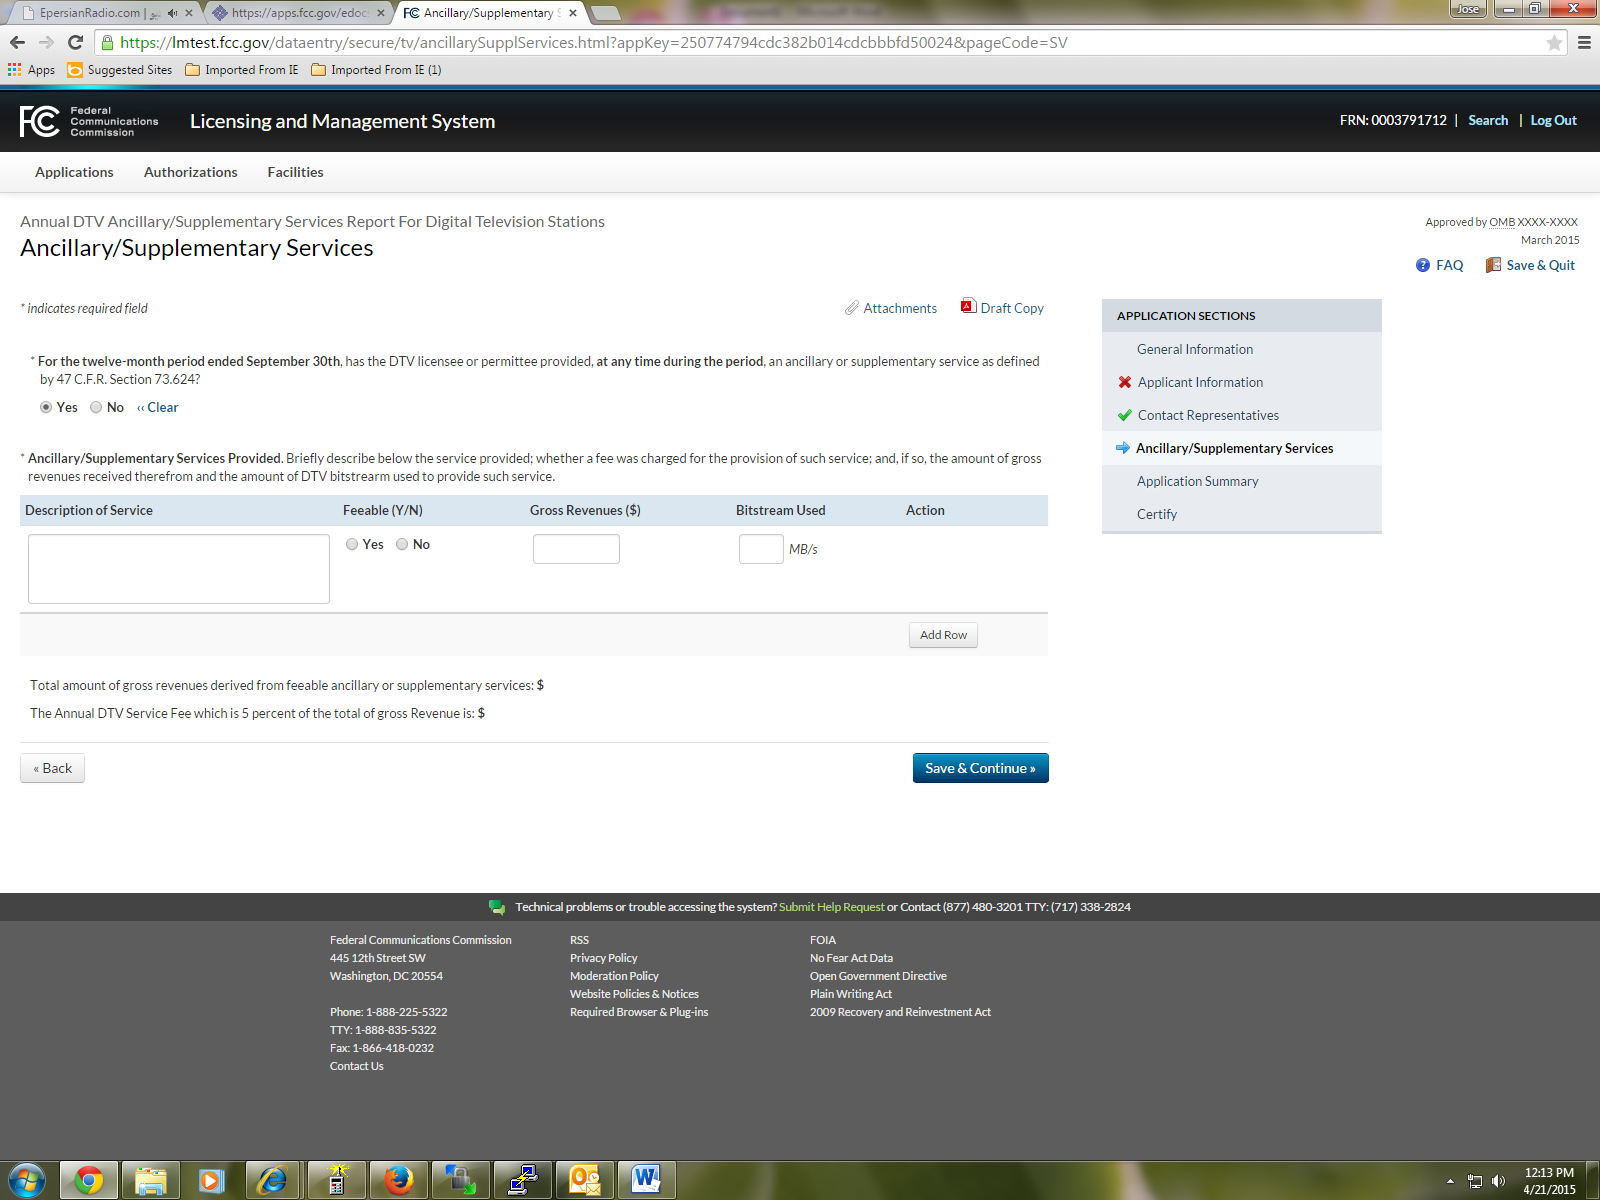 EpersianRadio.com |
https://apps.fcc.gov/edoc
Ancillary/Supplementary S
Jose
https://lmtest.fcc.gov/dataentry/secure/tv/ancillarySupplServices.html?appKey=250774794cdc382b014cdcbbbfd50024&pageCode=SV
Apps
Suggested Sites
Imported From IE
Imported From IE (1)
FCC
Federal
Communications
Commission
Licensing and Management System
FRN: 0003791712 | Search | Log Out
Applications
Authorizations
Facilities
Annual DTV Ancillary/Supplementary Services Report For Digital Television Stations
Ancillary/Supplementary Services
Approved by OMB XXXX-XXXX
March 2015
FAQ
Save & Quit
* indicates required field
Attachments
Draft Copy
* For the twelve-month period ended September 30th, has the DTV licensee or permittee provided, at any time during the period, an ancillary or supplementary service as defined
by 47 C.F.R. Section 73.624?
Yes No ‹‹ Clear
* Ancillary/Supplementary Services Provided. Briefly describe below the service provided; whether a fee was charged for the provision of such service; and, if so, the amount of gross
revenues received therefrom and the amount of DTV bitstrearm used to provide such service.
Description of Service Feeable (Y/N) Gross Revenues ($) Bitstream Used Action
Yes No MB/s
Add Row
Total amount of gross revenues derived from feeable ancillary or supplementary services: $
The Annual DTV Service Fee which is 5 percent of the total of gross Revenue is: $
« Back
Save & Continue »
APPLICATION SECTIONS
General Information
Applicant Information
Contact Representatives
Ancillary/Supplementary Services
Application Summary
Certify
Technical problems or trouble accessing the system? Submit Help Request or Contact (877) 480-3201 TTY: (717) 338-2824
Federal Communications Commission
445 12th Street SW
Washington, DC 20554
Phone: 1-888-225-5322
TTY: 1-888-835-5322
Fax: 1-866-418-0232
Contact Us
RSS
Privacy Policy
Moderation Policy
Website Policies & Notices
Required Browser & Plug-ins
FOIA
No Fear Act Data
Open Government Directive
Plain Writing Act
2009 Recovery and Reinvestment Act
12:13 PM
4/21/2015